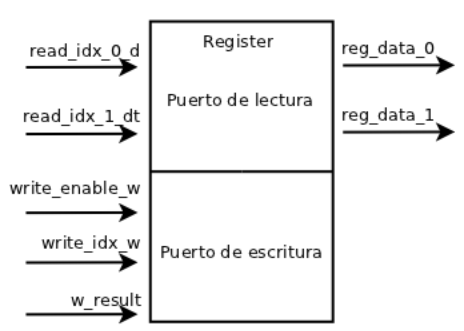 read_idx_0_d
Register
reg_data_0
Puerto de lectura
read_idx_1_dt
reg_data_1
write_enable_w
write_idx_w
Puerto de escritura
w_result